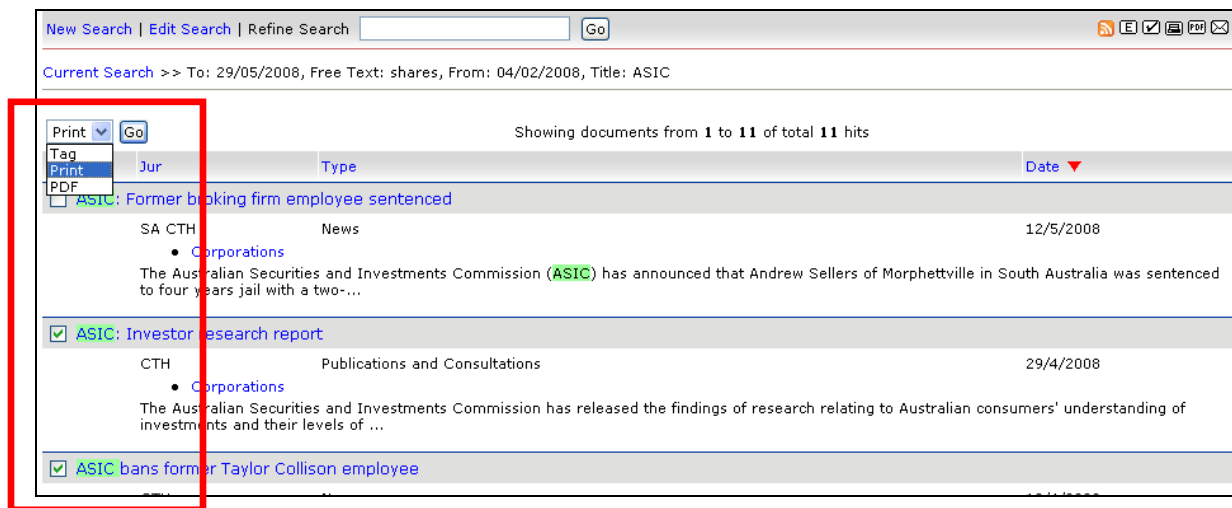 New Search | Edit Search | Refine Search Go E PDF
Current Search >> To: 29/05/2008, Free Text: shares, From: 04/02/2008, Title: ASIC
Print Go Showing documents from 1 to 11 of total 11 hits
Tag
Print Jur Type Date
PDF
ASIC: Former broking firm employee sentenced
SA CTH News 12/5/2008
• Corporations
The Australian Securities and Investments Commission (ASIC) has announced that Andrew Sellers of Morphettville in South Australia was sentenced
to four years jail with a two-...
ASIC: Investor research report
CTH Publications and Consultations 29/4/2008
• Corporations
The Australian Securities and Investments Commission has released the findings of research relating to Australian consumers' understanding of
investments and their levels of ...
ASIC bans former Taylor Collison employee